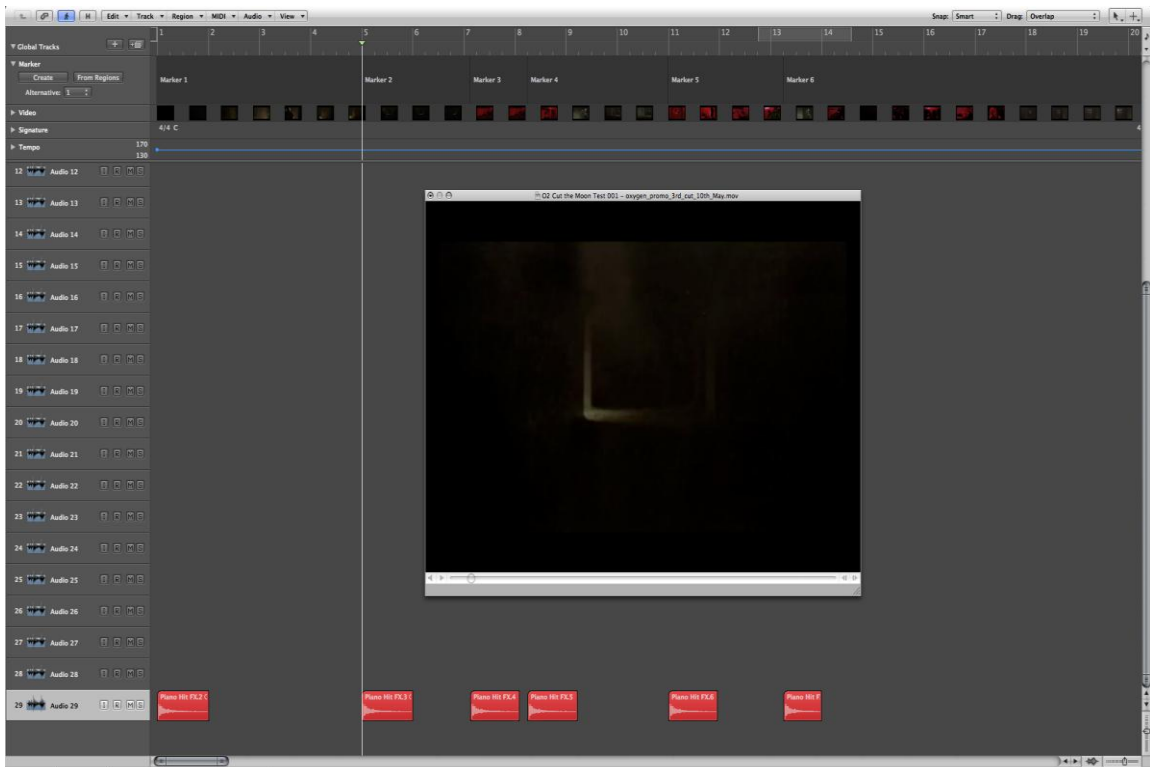 H Edit Track Region MIDI Audio View Snap: Smart Drag: Overlap
1 2 3 4 5 6 7 8 9 10 11 12 13 14 15 16 17 18 19 20
Global Tracks
Marker
Create From Regions
Alternative: 1
Marker 1 Marker 2 Marker 3 Marker 4 Marker 5 Marker 6
Video
Signature 4/4 C 4
Tempo 170
130
12 Audio 12 I R M S
13 Audio 13 I R M S
14 Audio 14 I R M S
15 Audio 15 I R M S
16 Audio 16 I R M S
17 Audio 17 I R M S
18 Audio 18 I R M S
19 Audio 19 I R M S
20 Audio 20 I R M S
21 Audio 21 I R M S
22 Audio 22 I R M S
23 Audio 23 I R M S
24 Audio 24 I R M S
25 Audio 25 I R M S
26 Audio 26 I R M S
27 Audio 27 I R M S
28 Audio 28 I R M S
29 Audio 29 I R M S
O2 Cut the Moon Test 001 – oxygen_promo_3rd_cut_10th_May.mov
Piano Hit FX.2 Piano Hit FX.3 Piano Hit FX.4 Piano Hit FX.5 Piano Hit FX.6 Piano Hit F